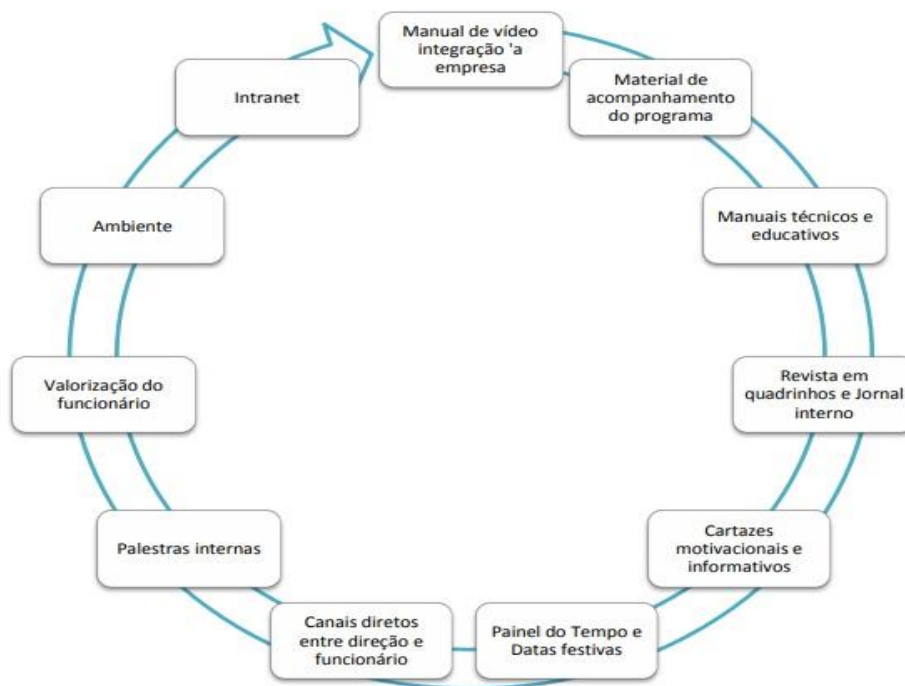 Manual de vídeo
integração 'a
empresa
Material de
acompanhamento
do programa
Manuais técnicos e
educativos
Revista em
quadrinhos e Jornal
interno
Cartazes
motivacionais e
informativos
Painel do Tempo e
Datas festivas
Canais diretos
entre direção e
funcionário
Palestras internas
Valorização do
funcionário
Ambiente
Intranet